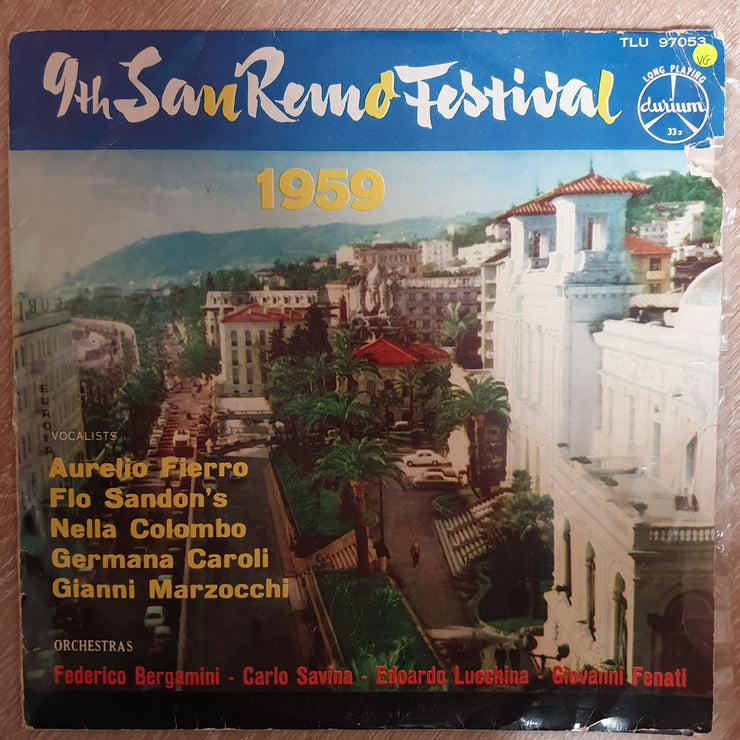 TLU 97053
VG
9th San Remo Festival
LONG PLAYING
durium
33
1959
VOCALISTS
Aurelio Fierro
Flo Sandon's
Nella Colombo
Germana Caroli
Gianni Marzocchi
ORCHESTRAS
Federico Bergamini - Carlo Savina - Edoardo Lucchina - Giovanni Fenati